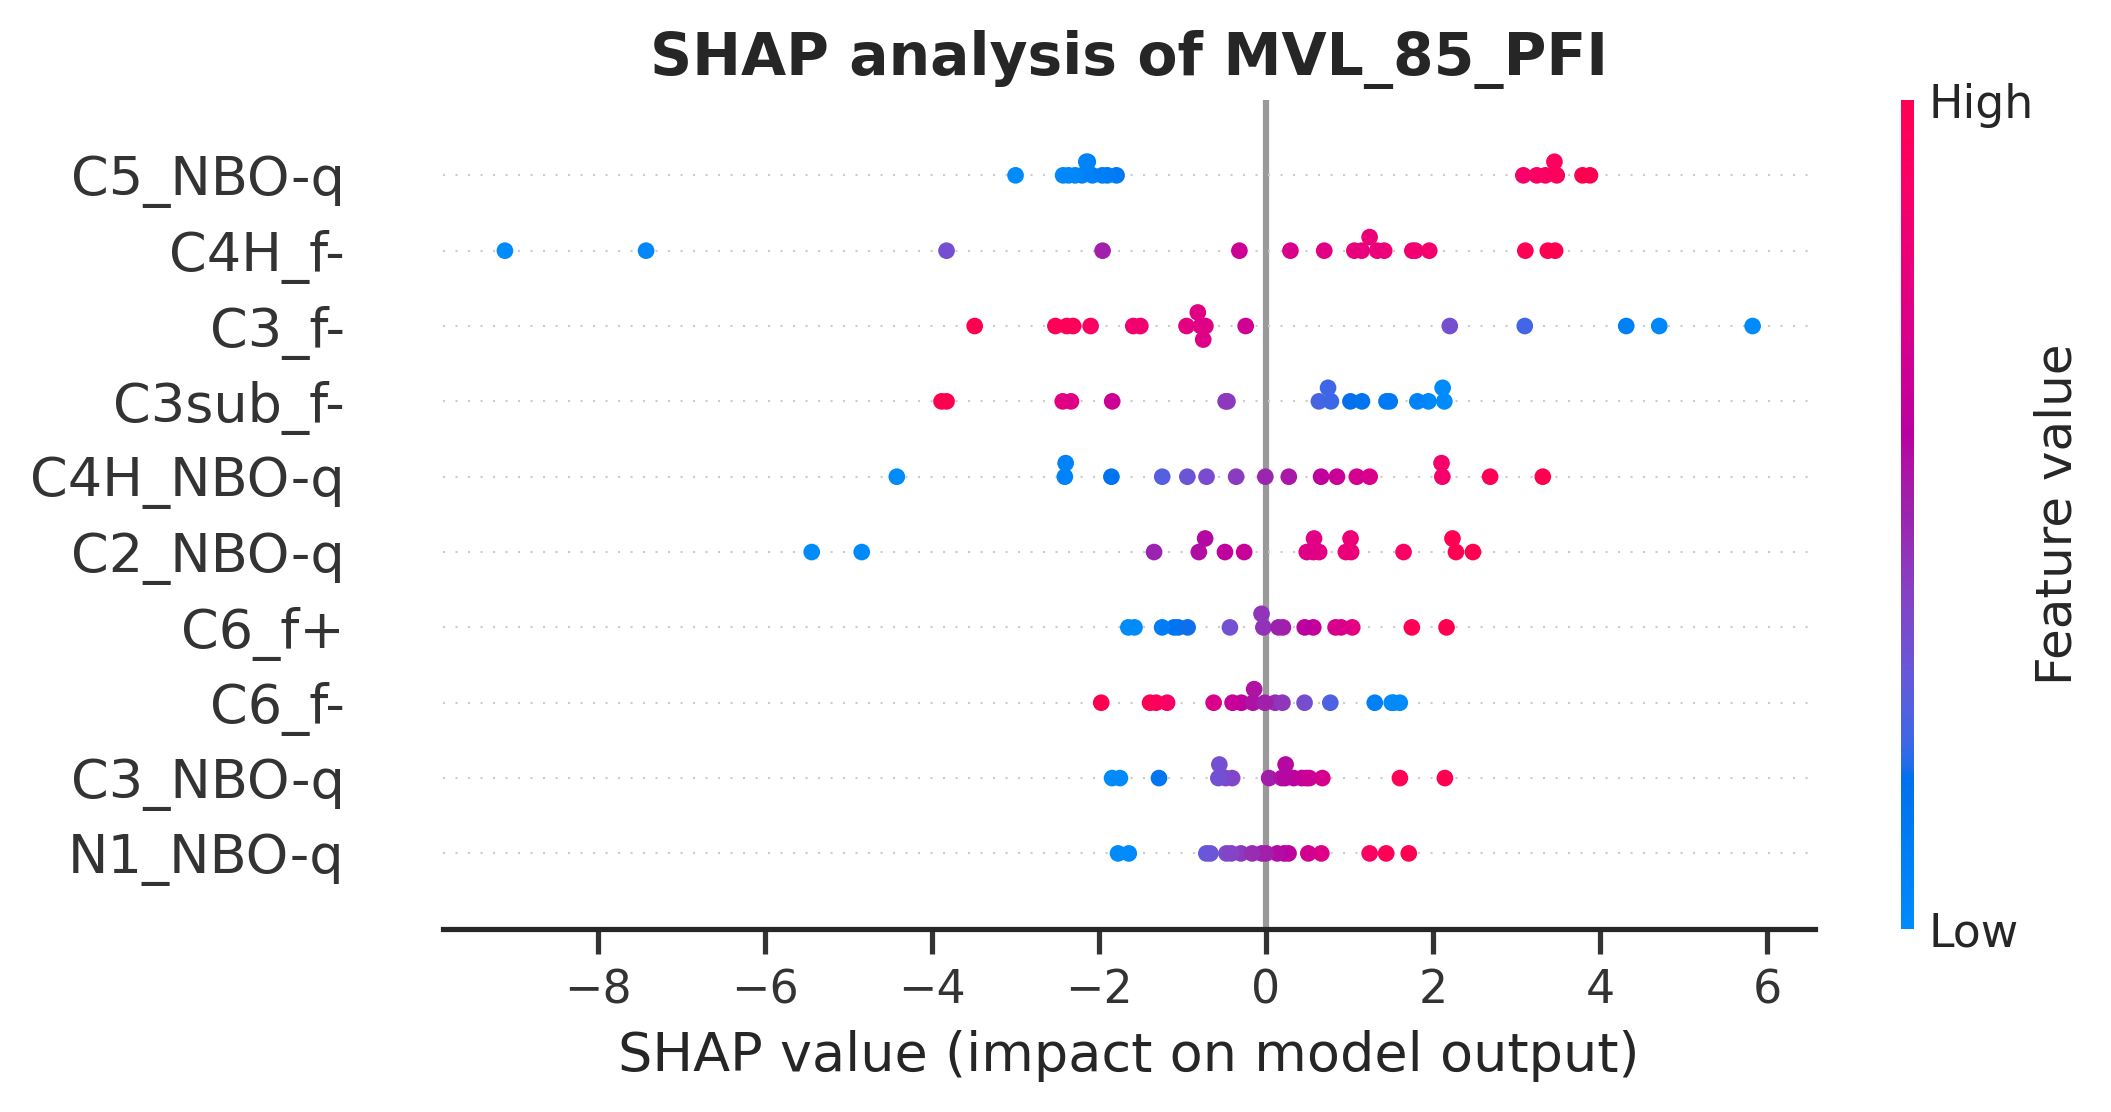 SHAP analysis of MVL_85_PFI
High
C5_NBO-q
C4H_f-
C3_f-
C3sub_f-
C4H_NBO-q
C2_NBO-q
C6_f+
C6_f-
C3_NBO-q
N1_NBO-q
Feature value
Low
−8 −6 −4 −2 0 2 4 6
SHAP value (impact on model output)